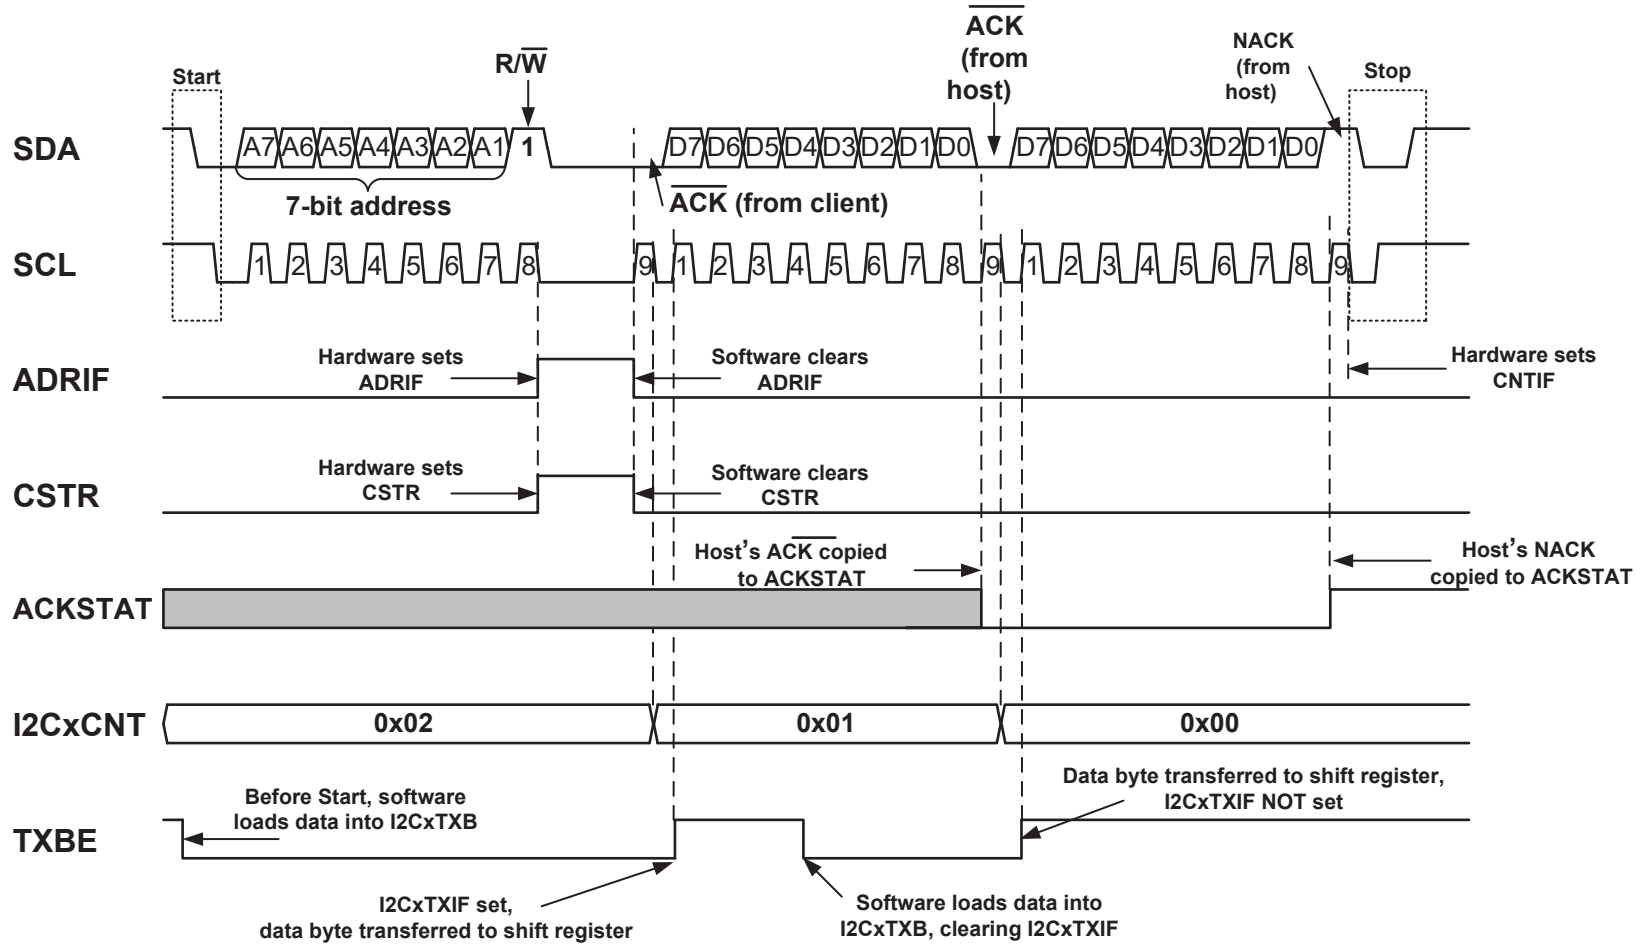 ACK
(from
host)
NACK
(from
host)
R/W
Start
Stop
SDA
A7 A6 A5 A4 A3 A2 A1 1
D7 D6 D5 D4 D3 D2 D1 D0
D7 D6 D5 D4 D3 D2 D1 D0
7-bit address
ACK (from client)
SCL
1 2 3 4 5 6 7 8 9 1 2 3 4 5 6 7 8 9 1 2 3 4 5 6 7 8 9
ADRIF
Hardware sets
ADRIF
Software clears
ADRIF
Hardware sets
CNTIF
CSTR
Hardware sets
CSTR
Software clears
CSTR
Host's ACK copied
to ACKSTAT
Host's NACK
copied to ACKSTAT
ACKSTAT
I2CxCNT
0x02
0x01
0x00
TXBE
Before Start, software
loads data into I2CxTXB
Data byte transferred to shift register,
I2CxTXIF NOT set
I2CxTXIF set,
data byte transferred to shift register
Software loads data into
I2CxTXB, clearing I2CxTXIF